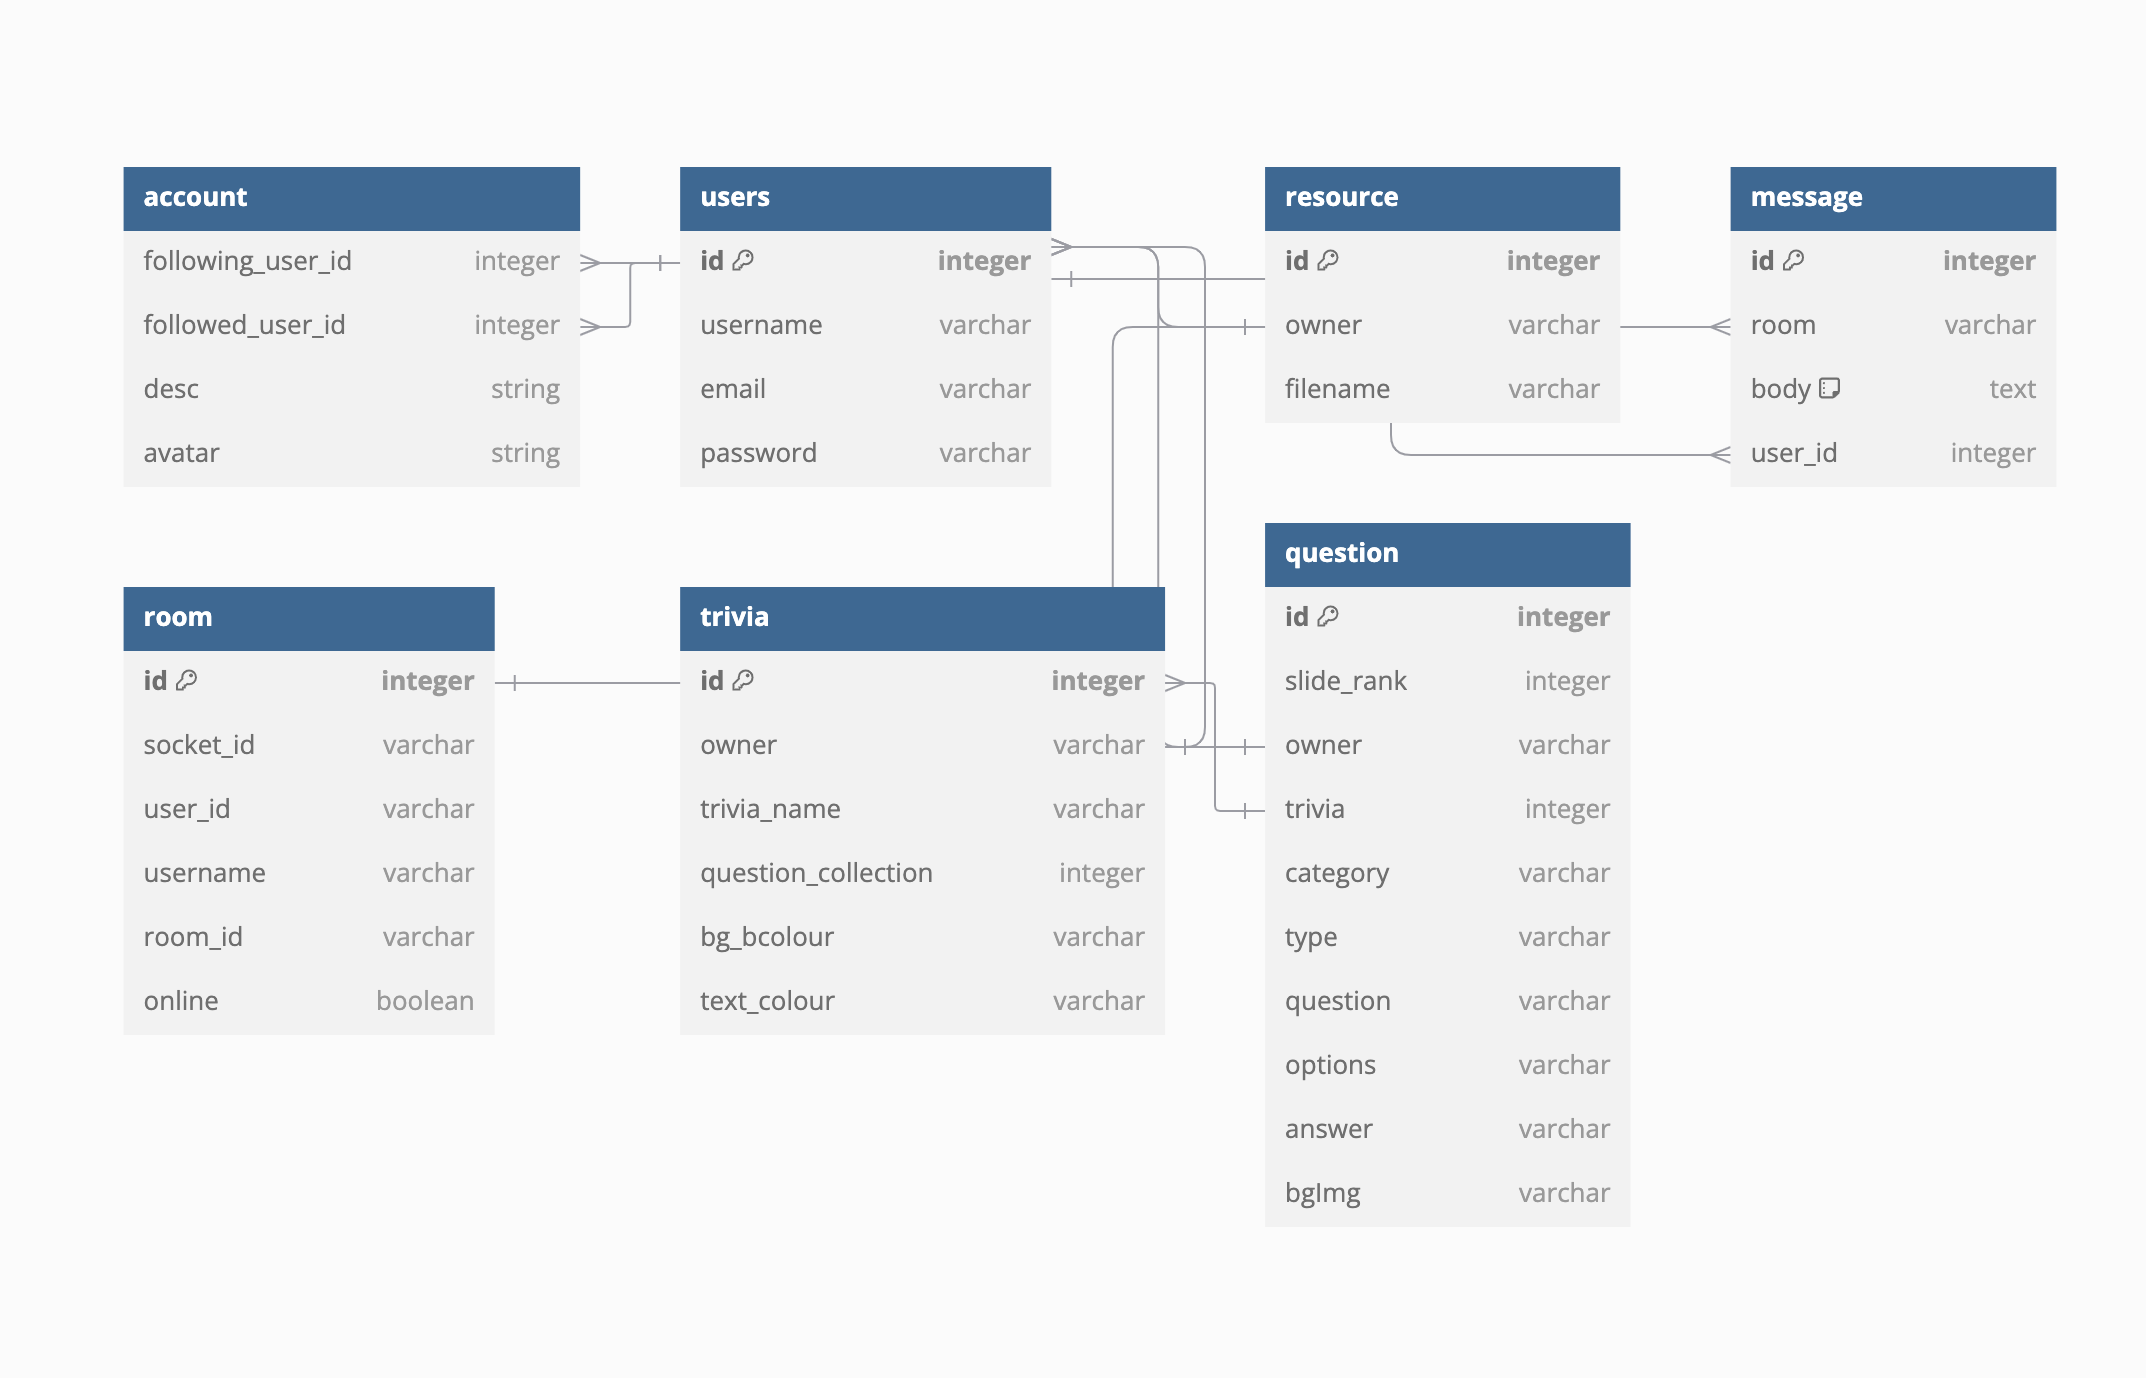 account
following_user_id integer
followed_user_id integer
desc string
avatar string
users
id integer
username varchar
email varchar
password varchar
resource
id integer
owner varchar
filename varchar
message
id integer
room varchar
body text
user_id integer
room
id integer
socket_id varchar
user_id varchar
username varchar
room_id varchar
online boolean
trivia
id integer
owner varchar
trivia_name varchar
question_collection integer
bg_bcolour varchar
text_colour varchar
question
id integer
slide_rank integer
owner varchar
trivia integer
category varchar
type varchar
question varchar
options varchar
answer varchar
bgImg varchar